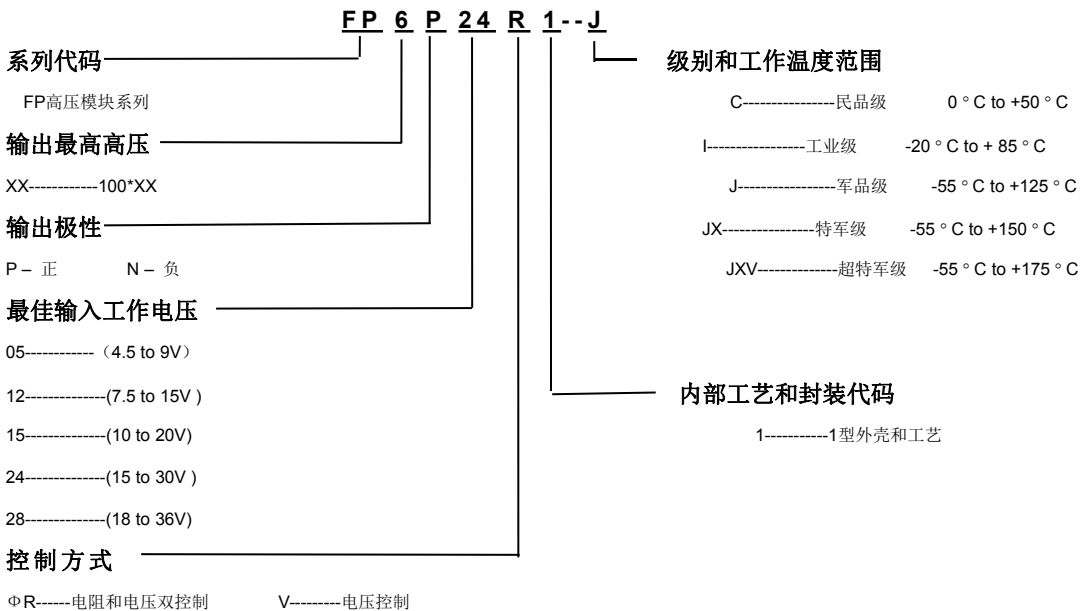 FP 6 P 24 R 1--J
系列代码
FP高压模块系列
输出最高高压
XX------------100*XX
输出极性
P – 正 N – 负
最佳输入工作电压
05------------（4.5 to 9V）
12--------------(7.5 to 15V )
15--------------(10 to 20V)
24--------------(15 to 30V )
28--------------(18 to 36V)
控制方式
ΦR------电阻和电压双控制 V---------电压控制
级别和工作温度范围
C----------------民品级 0 ° C to +50 ° C
I-----------------工业级 -20 ° C to + 85 ° C
J-----------------军品级 -55 ° C to +125 ° C
JX----------------特军级 -55 ° C to +150 ° C
JXV--------------超特军级 -55 ° C to +175 ° C
内部工艺和封装代码
1-----------1型外壳和工艺